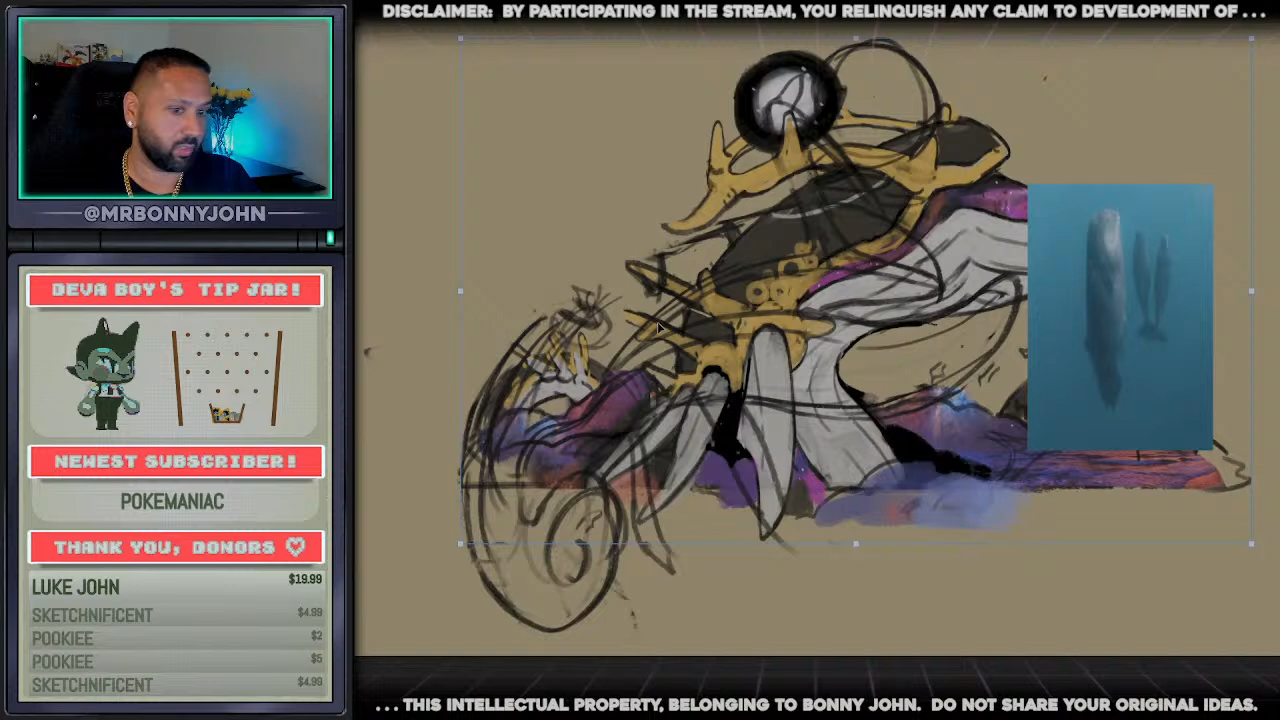 DISCLAIMER: BY PARTICIPATING IN THE STREAM, YOU RELINQUISH ANY CLAIM TO DEVELOPMENT OF . . .
@MRBONNYJOHN
DEVA BOY'S TIP JAR!
NEWEST SUBSCRIBER!
POKEMANIAC
THANK YOU, DONORS ♡
LUKE JOHN $19.99
SKETCHNIFICENT $4.99
POOKIEE $2
POOKIEE $5
SKETCHNIFICENT $4.99
. . . THIS INTELLECTUAL PROPERTY, BELONGING TO BONNY JOHN. DO NOT SHARE YOUR ORIGINAL IDEAS.